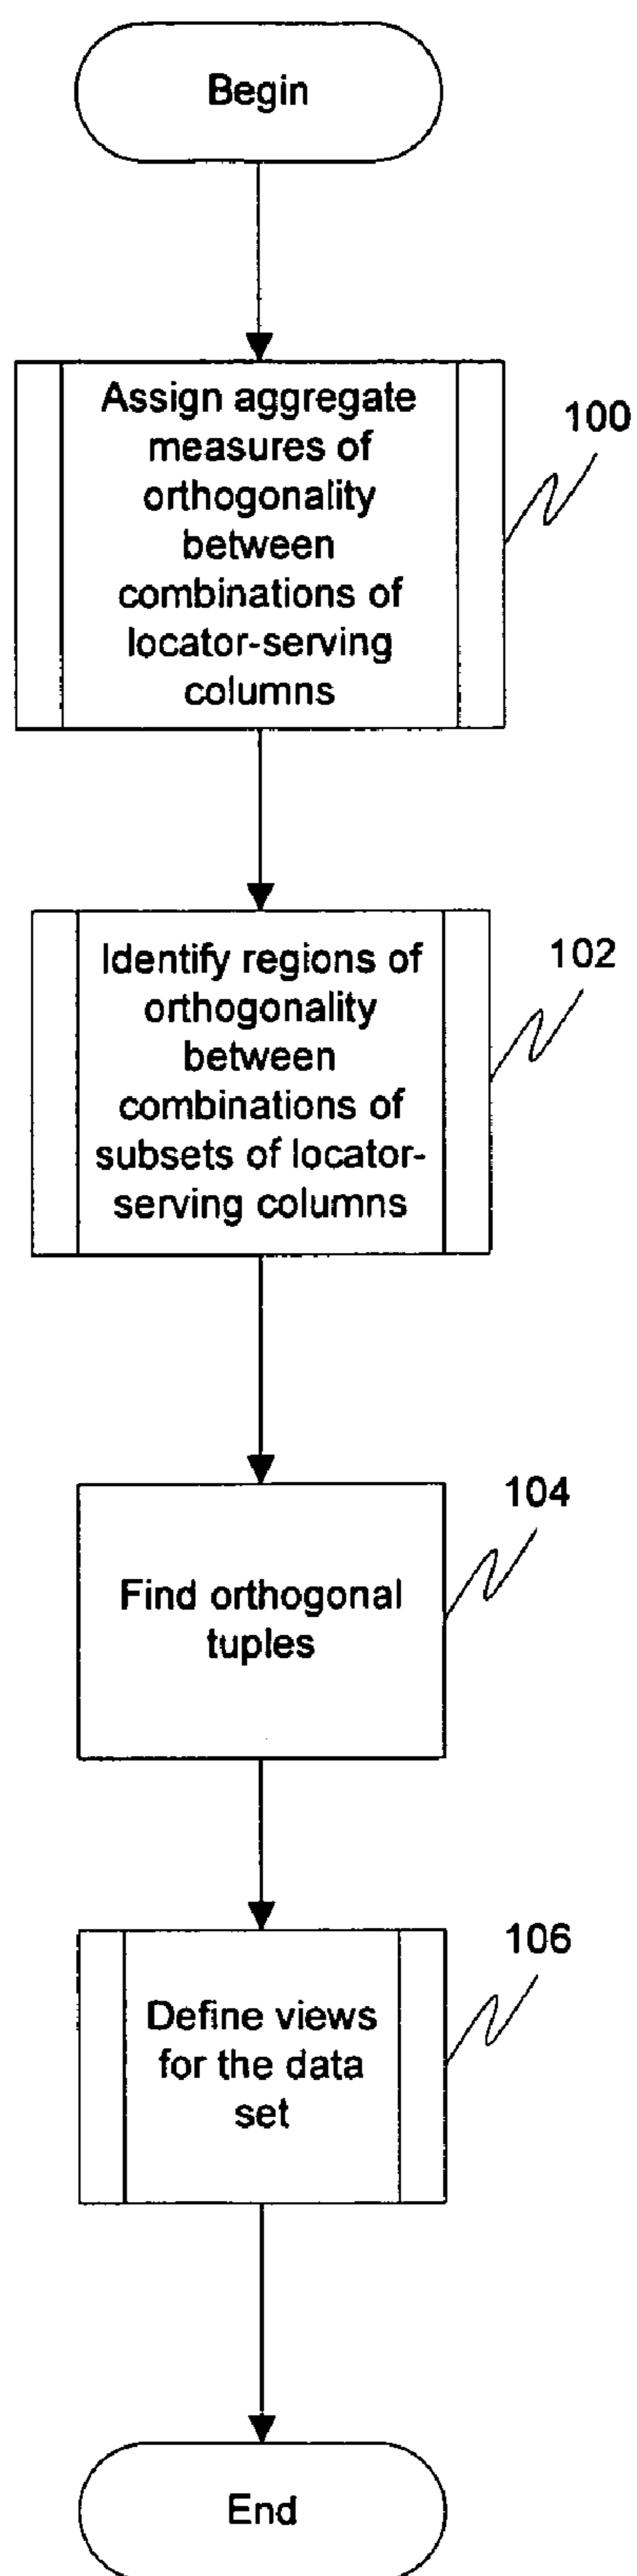 Begin
Assign aggregate
measures of
orthogonality
between
combinations of
locator-serving
columns
100
Identify regions of
orthogonality
between
combinations of
subsets of locator-
serving columns
102
Find orthogonal
tuples
104
Define views
for the data
set
106
End